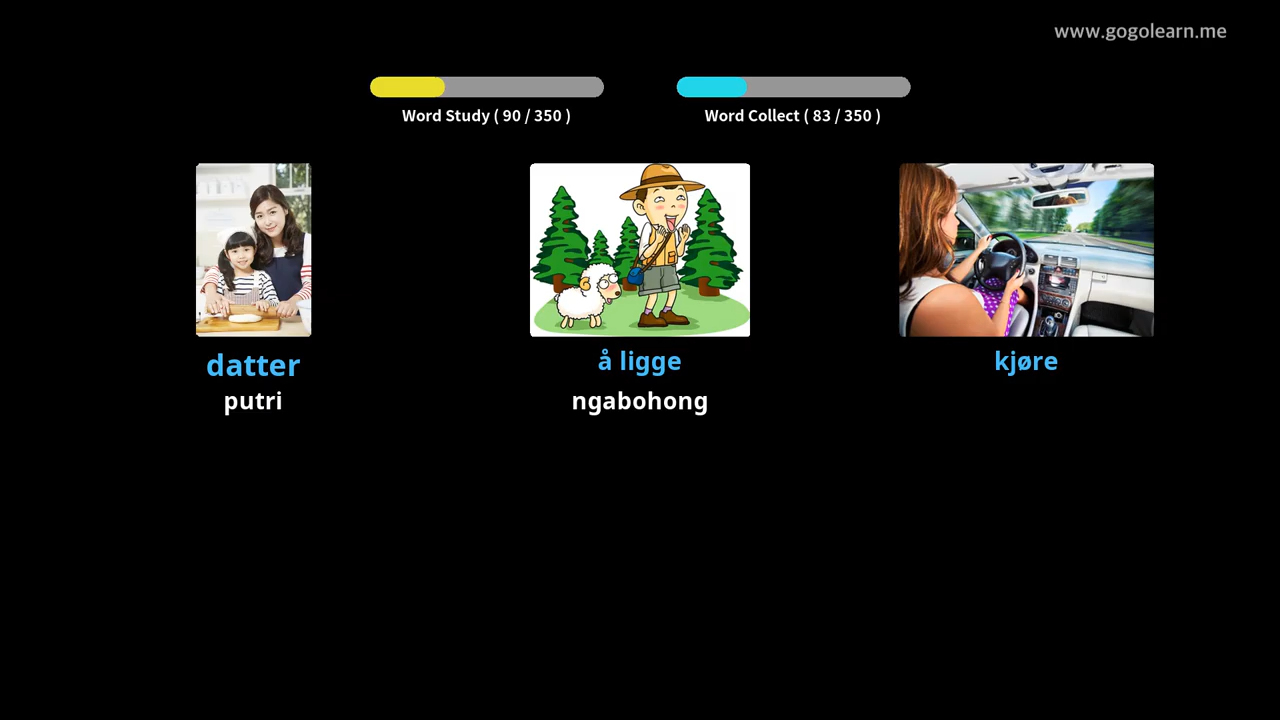 www.gogolearn.me
Word Study ( 90 / 350 )
Word Collect ( 83 / 350 )
datter
å ligge
kjøre
putri
ngabohong